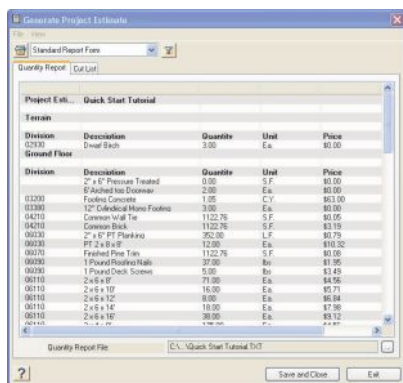 Generate Project Estimate
File View
Standard Report Form
Quantity Report Cut List
Project Esti... Quick Start Tutorial
Terrain
Division Description Quantity Unit Price
02930 Dwarf Birch 3.00 Ea. $0.00
Ground Floor
Division Description Quantity Unit Price
2" x 6" Pressure Treated 0.00 S.F. $0.00
6' Arched top Doorway 2.00 Ea. $0.00
03200 Footing Concrete 1.05 C.Y. $63.00
03380 12" Cylindical Mono Footing 3.00 Ea. $0.00
04210 Common Wall Tie 1122.76 S.F. $0.05
04210 Common Brick 1122.76 S.F. $3.19
06030 2" x 6" PT Planking 352.00 L.F. $0.79
06030 PT 2 x 8 x 8' 12.00 Ea. $10.32
06070 Finished Pine Trim 1122.76 S.F. $0.08
06090 1 Pound Roofing Nails 37.00 lbs $1.95
06090 1 Pound Deck Screws 5.00 lbs $3.49
06110 2 x 6 x 8' 71.00 Ea. $4.56
06110 2 x 6 x 10' 16.00 Ea. $5.71
06110 2 x 6 x 12' 8.00 Ea. $6.84
06110 2 x 6 x 14' 18.00 Ea. $7.98
06110 2 x 6 x 16' 30.00 Ea. $9.12
Quantity Report File: C:\...\Quick Start Tutorial.TXT ...
? Save and Close Exit